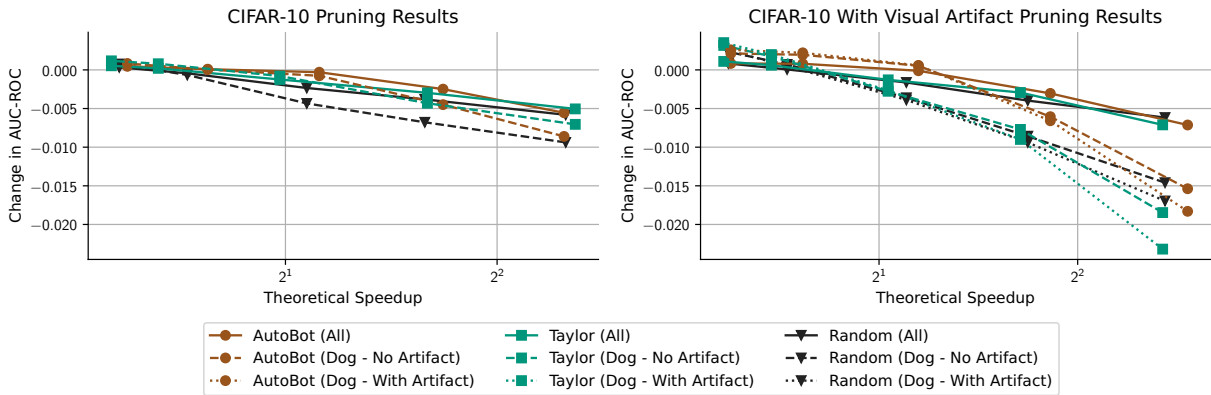 CIFAR-10 Pruning Results
0.000
−0.005
−0.010
−0.015
−0.020
Change in AUC-ROC
2¹
2²
Theoretical Speedup
CIFAR-10 With Visual Artifact Pruning Results
0.000
−0.005
−0.010
−0.015
−0.020
Change in AUC-ROC
2¹
2²
Theoretical Speedup
AutoBot (All)
AutoBot (Dog - No Artifact)
AutoBot (Dog - With Artifact)
Taylor (All)
Taylor (Dog - No Artifact)
Taylor (Dog - With Artifact)
Random (All)
Random (Dog - No Artifact)
Random (Dog - With Artifact)